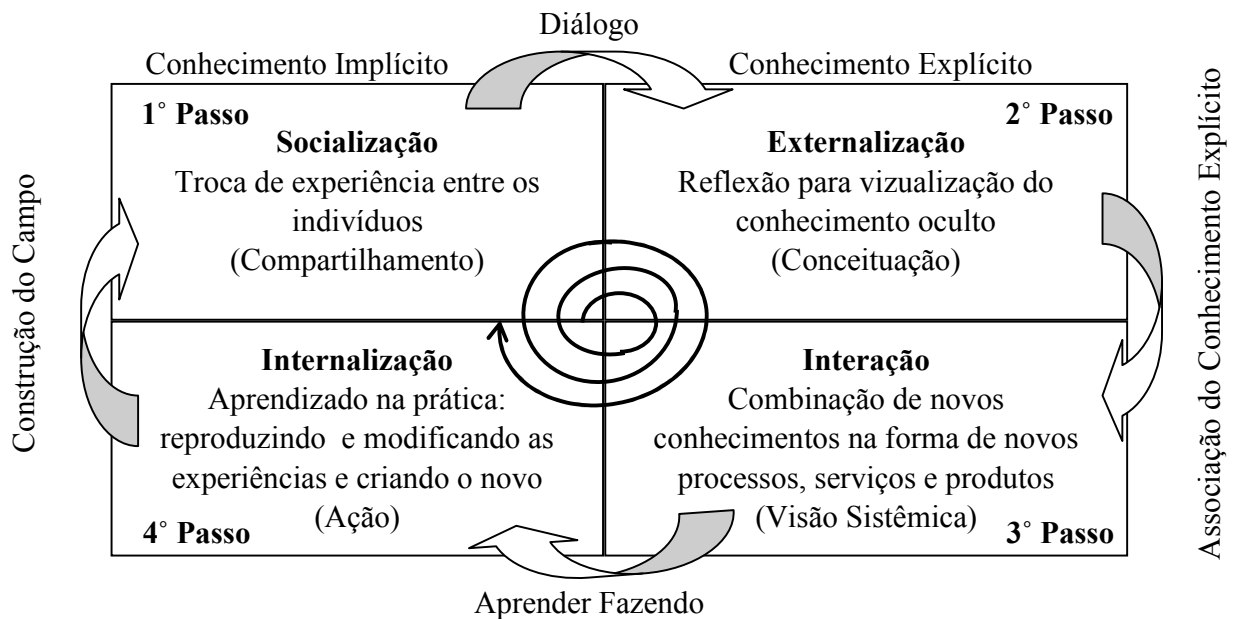 Diálogo
Conhecimento Implícito
Conhecimento Explícito
1° Passo
Socialização
Troca de experiência entre os
indivíduos
(Compartilhamento)
2° Passo
Externalização
Reflexão para vizualização do
conhecimento oculto
(Conceituação)
Construção do Campo
Associação do Conhecimento Explícito
Internalização
Aprendizado na prática:
reproduzindo e modificando as
experiências e criando o novo
(Ação)
4° Passo
Interação
Combinação de novos
conhecimentos na forma de novos
processos, serviços e produtos
(Visão Sistêmica)
3° Passo
Aprender Fazendo